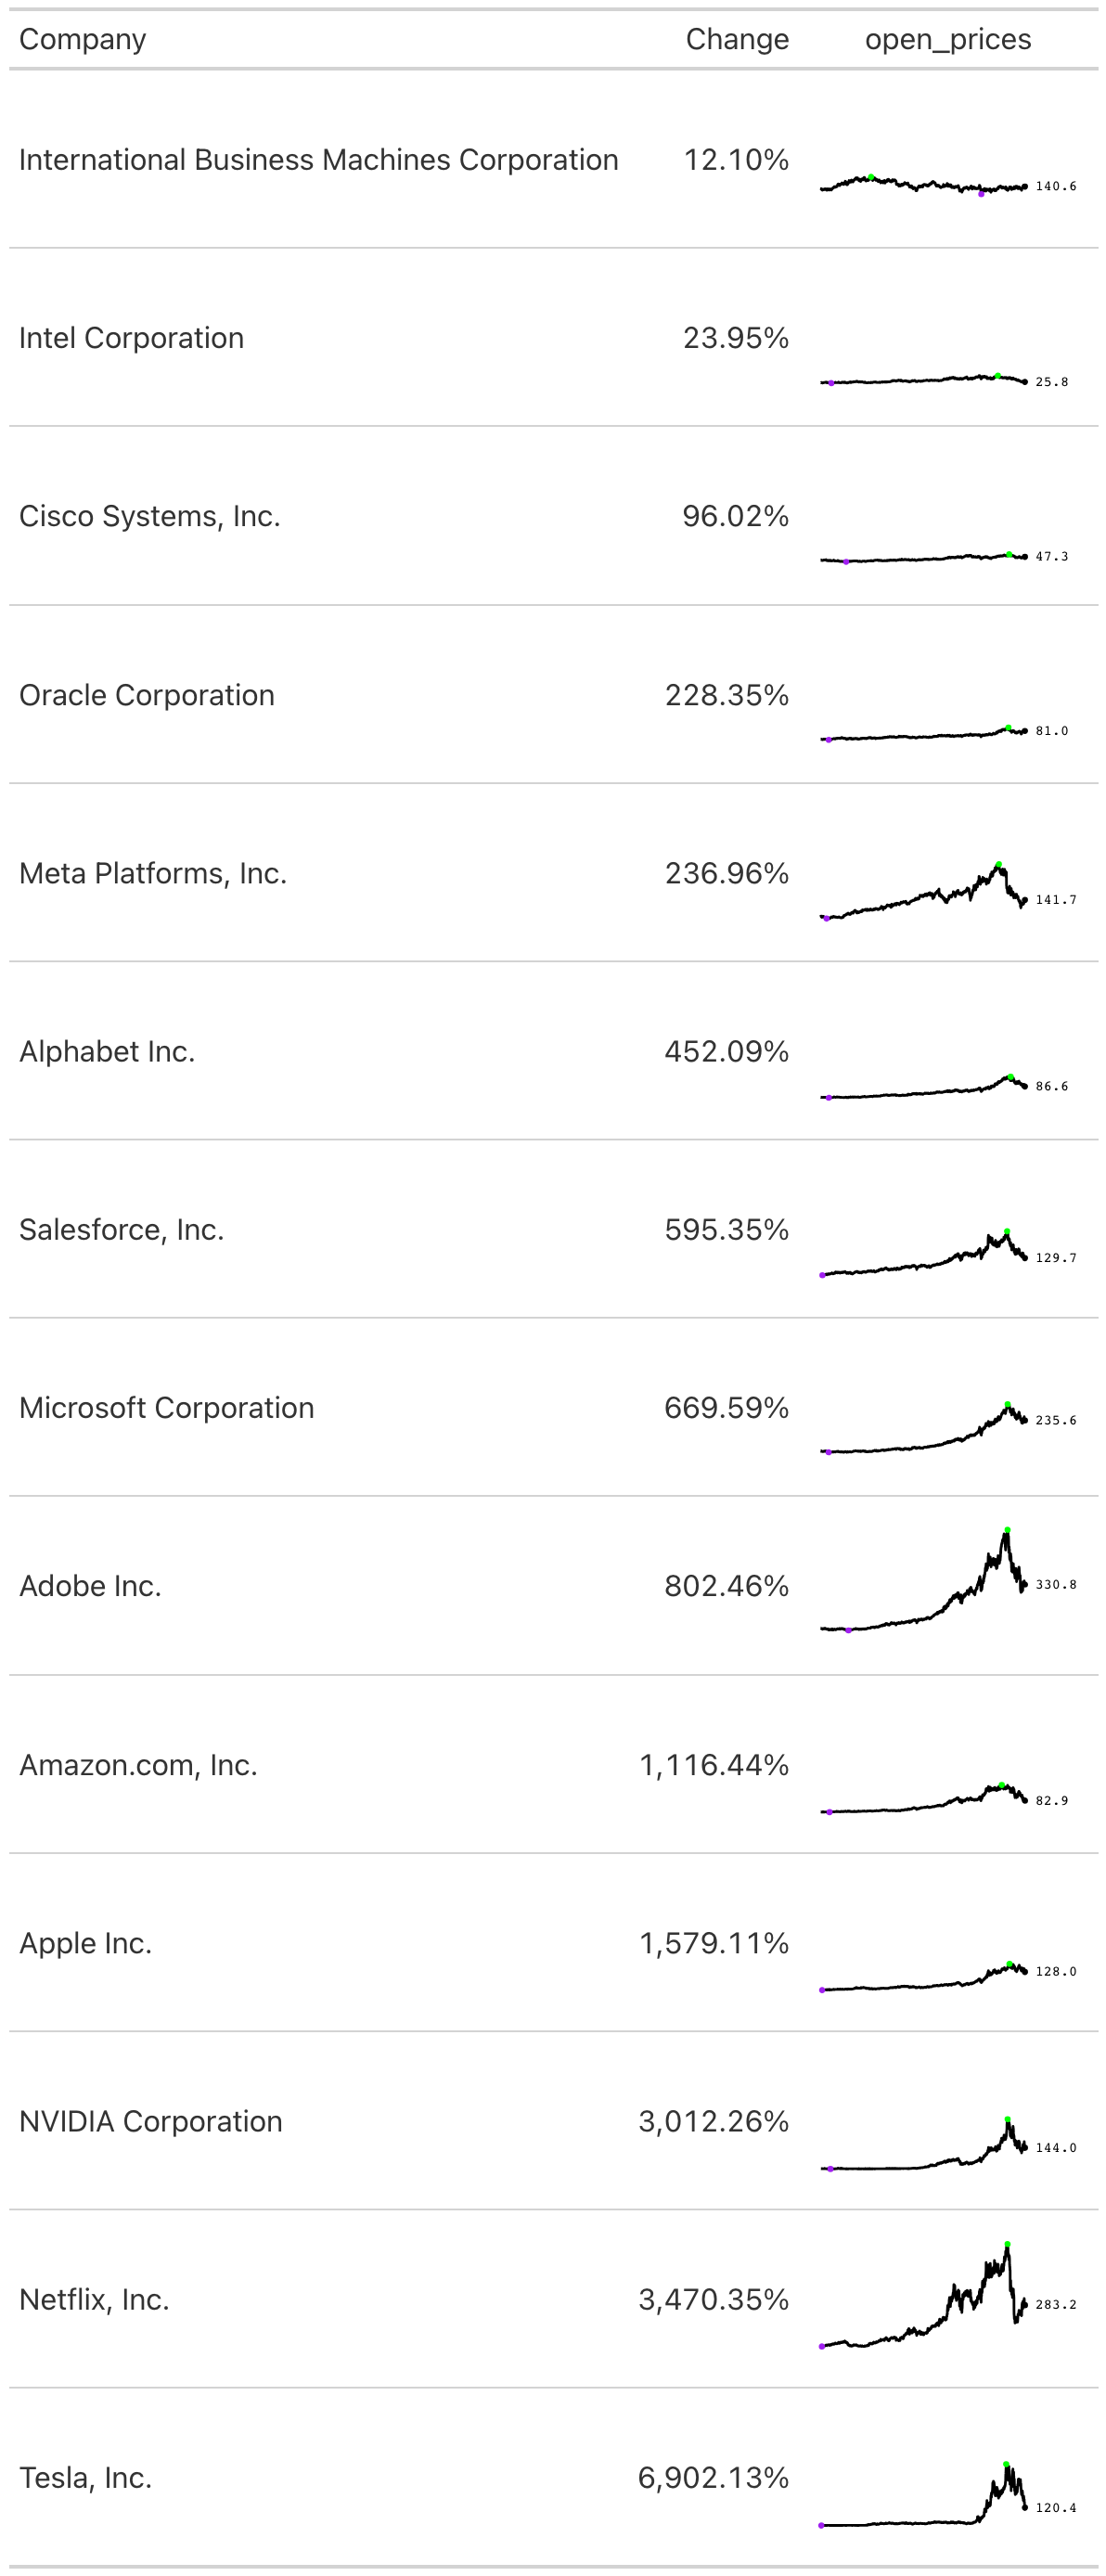 Company Change open_prices
International Business Machines Corporation 12.10% 140.6
Intel Corporation 23.95% 25.8
Cisco Systems, Inc. 96.02% 47.3
Oracle Corporation 228.35% 81.0
Meta Platforms, Inc. 236.96% 141.7
Alphabet Inc. 452.09% 86.6
Salesforce, Inc. 595.35% 129.7
Microsoft Corporation 669.59% 235.6
Adobe Inc. 802.46% 330.8
Amazon.com, Inc. 1,116.44% 82.9
Apple Inc. 1,579.11% 128.0
NVIDIA Corporation 3,012.26% 144.0
Netflix, Inc. 3,470.35% 283.2
Tesla, Inc. 6,902.13% 120.4